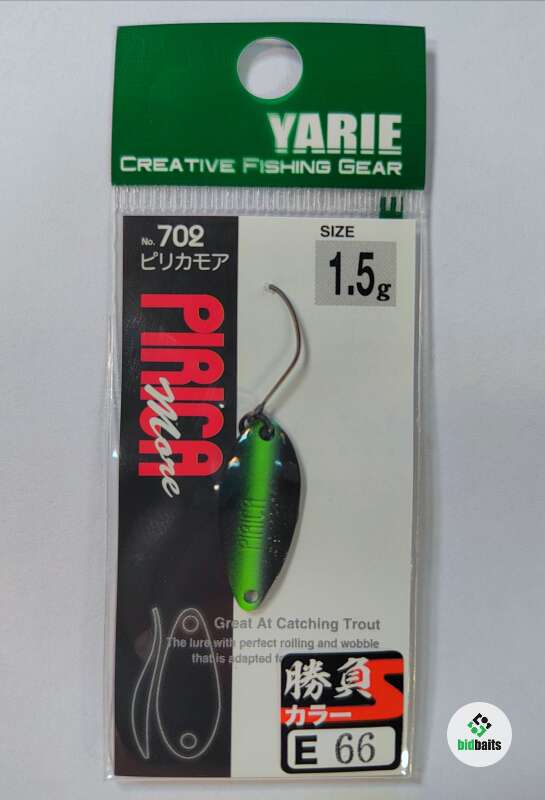 YARIE
CREATIVE FISHING GEAR
E
No. 702
ピリカモア
SIZE
1.5g
PIRICA
More
PIRICA
Great At Catching Trout
The lure with perfect rolling and wobble
that is adapted
勝負
カラー
S
E 66
bidbaits